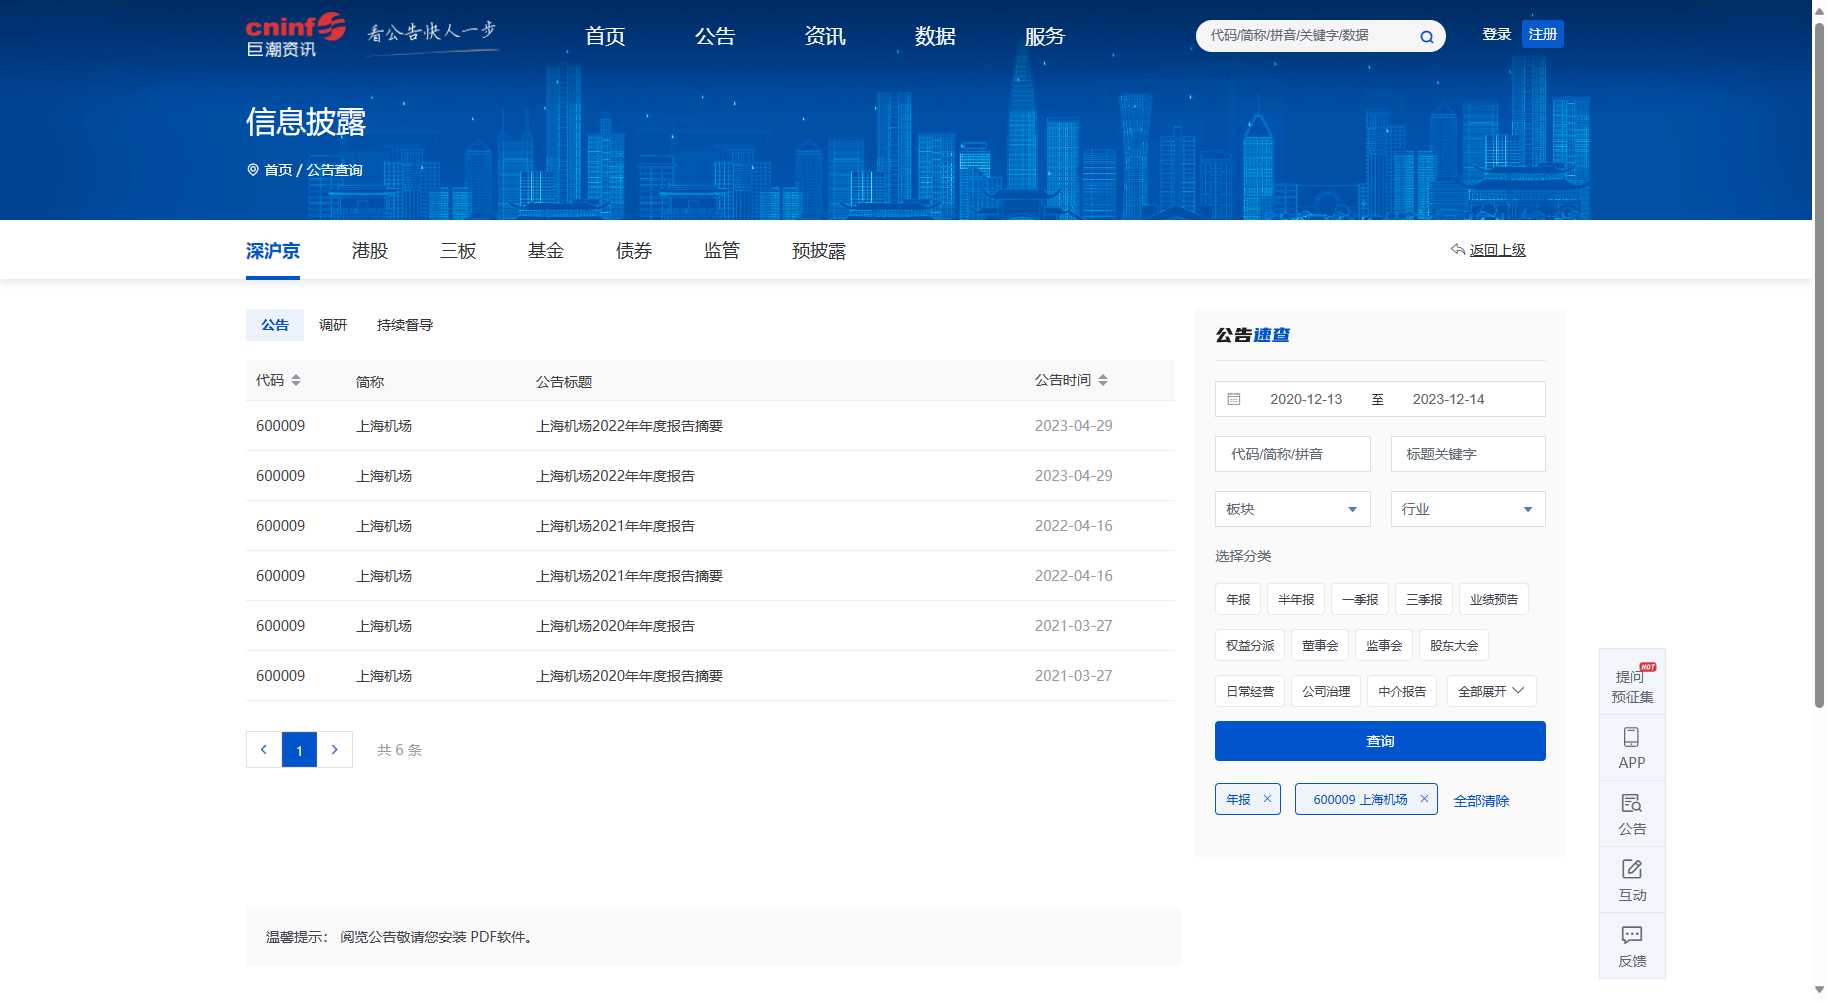 cninf
巨潮资讯
看公告快人一步
首页 公告 资讯 数据 服务
代码/简称/拼音/关键字/数据
登录 注册
信息披露
首页 / 公告查询
深沪京 港股 三板 基金 债券 监管 预披露
返回上级
公告 调研 持续督导
代码 简称 公告标题 公告时间
600009 上海机场 上海机场2022年年度报告摘要 2023-04-29
600009 上海机场 上海机场2022年年度报告 2023-04-29
600009 上海机场 上海机场2021年年度报告 2022-04-16
600009 上海机场 上海机场2021年年度报告摘要 2022-04-16
600009 上海机场 上海机场2020年年度报告 2021-03-27
600009 上海机场 上海机场2020年年度报告摘要 2021-03-27
1 共 6 条
公告速查
2020-12-13 至 2023-12-14
代码/简称/拼音 标题关键字
板块 行业
选择分类
年报 半年报 一季报 三季报 业绩预告
权益分派 董事会 监事会 股东大会
日常经营 公司治理 中介报告 全部展开
查询
年报 × 600009 上海机场 × 全部清除
温馨提示： 阅览公告敬请您安装 PDF软件。
HOT
提问
预征集
APP
公告
互动
反馈